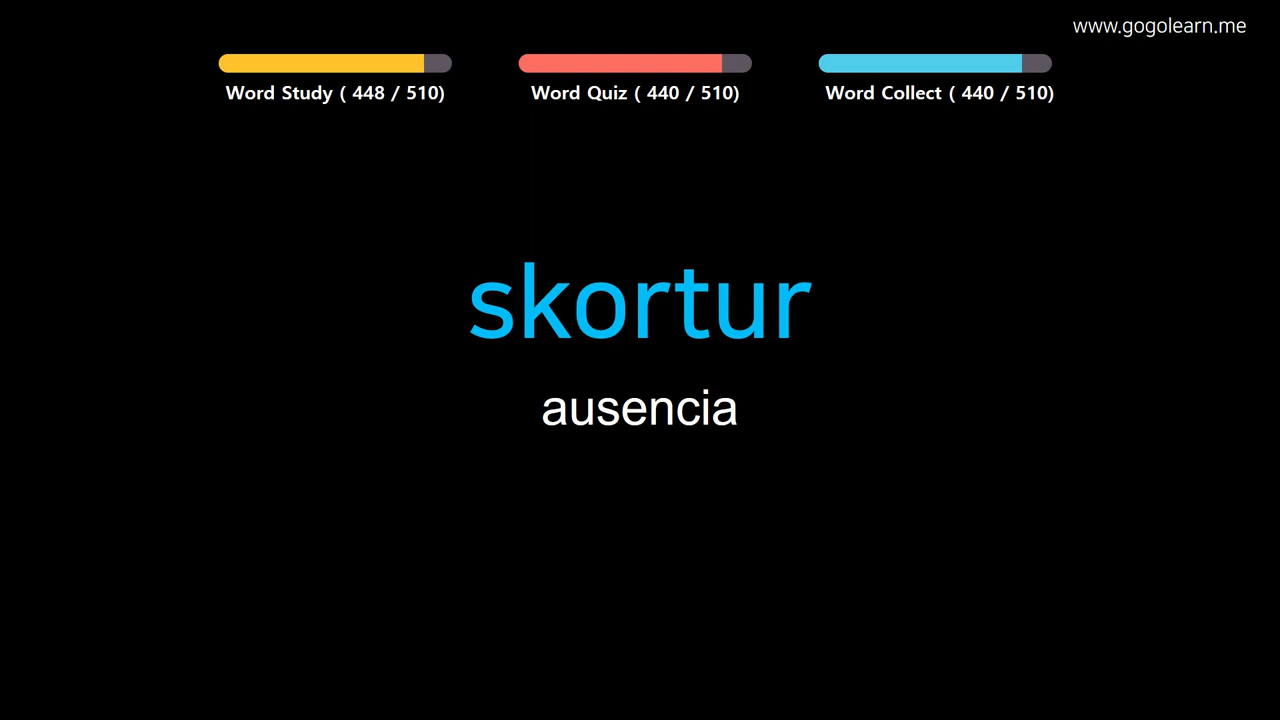 www.gogolearn.me
Word Study ( 448 / 510)
Word Quiz ( 440 / 510)
Word Collect ( 440 / 510)
skortur
ausencia